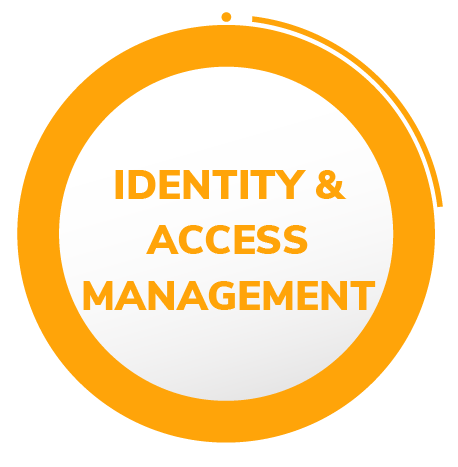 IDENTITY &
ACCESS
MANAGEMENT